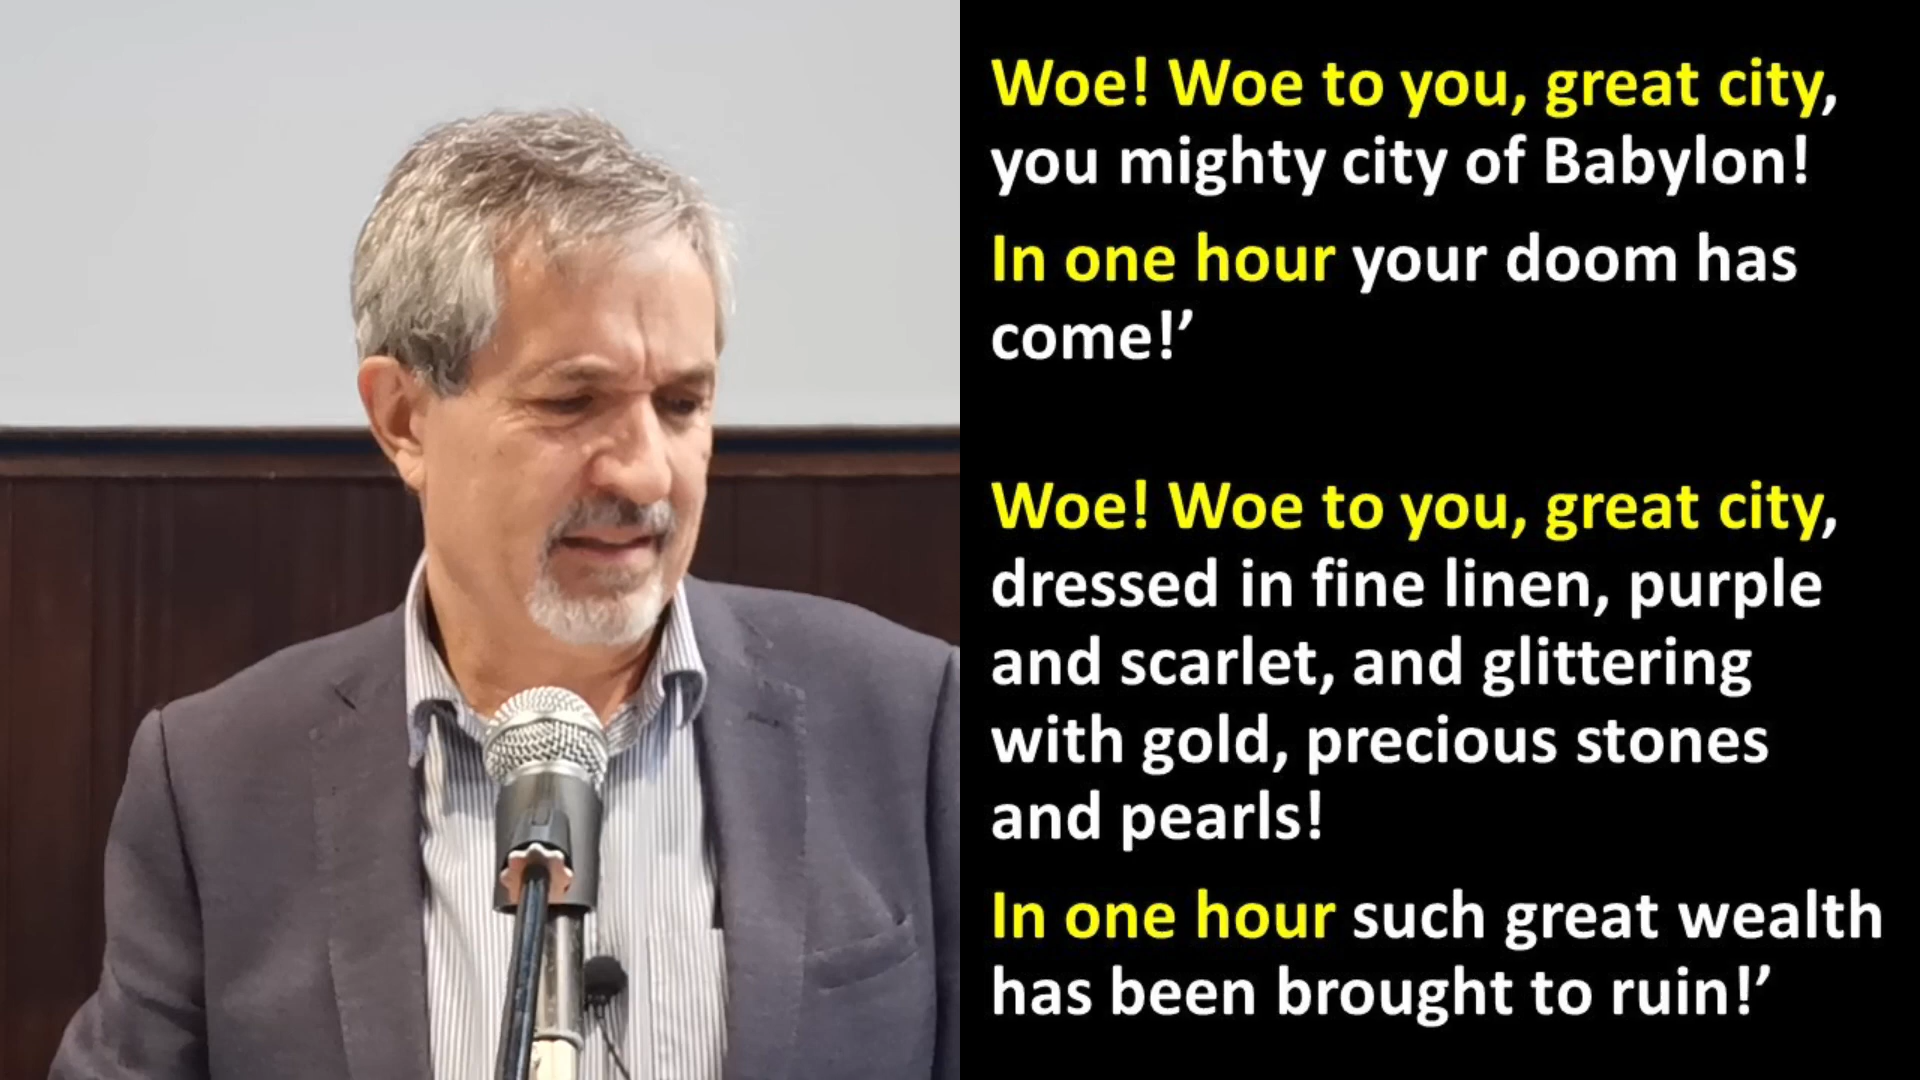 Woe! Woe to you, great city,
you mighty city of Babylon!
In one hour your doom has
come!’
Woe! Woe to you, great city,
dressed in fine linen, purple
and scarlet, and glittering
with gold, precious stones
and pearls!
In one hour such great wealth
has been brought to ruin!’